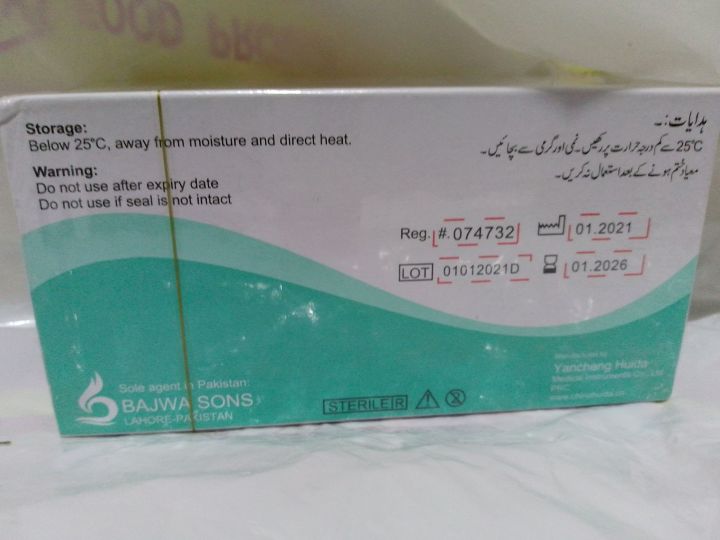 Storage:
Below 25°C, away from moisture and direct heat.
Warning:
Do not use after expiry date
Do not use if seal is not intact
ہدایات:۔
25°C سے کم درجہ حرارت پر رکھیں۔ نمی اور گرمی سے بچائیں۔
معیاد ختم ہونے کے بعد استعمال نہ کریں۔
Reg. #. 074732
01.2021
LOT 01012021D
01.2026
Sole agent in Pakistan:
BAJWA SONS
LAHORE-PAKISTAN
STERILE R
Manufactured by
Yanchang Huida
Medical Instruments Co., Ltd
PRC